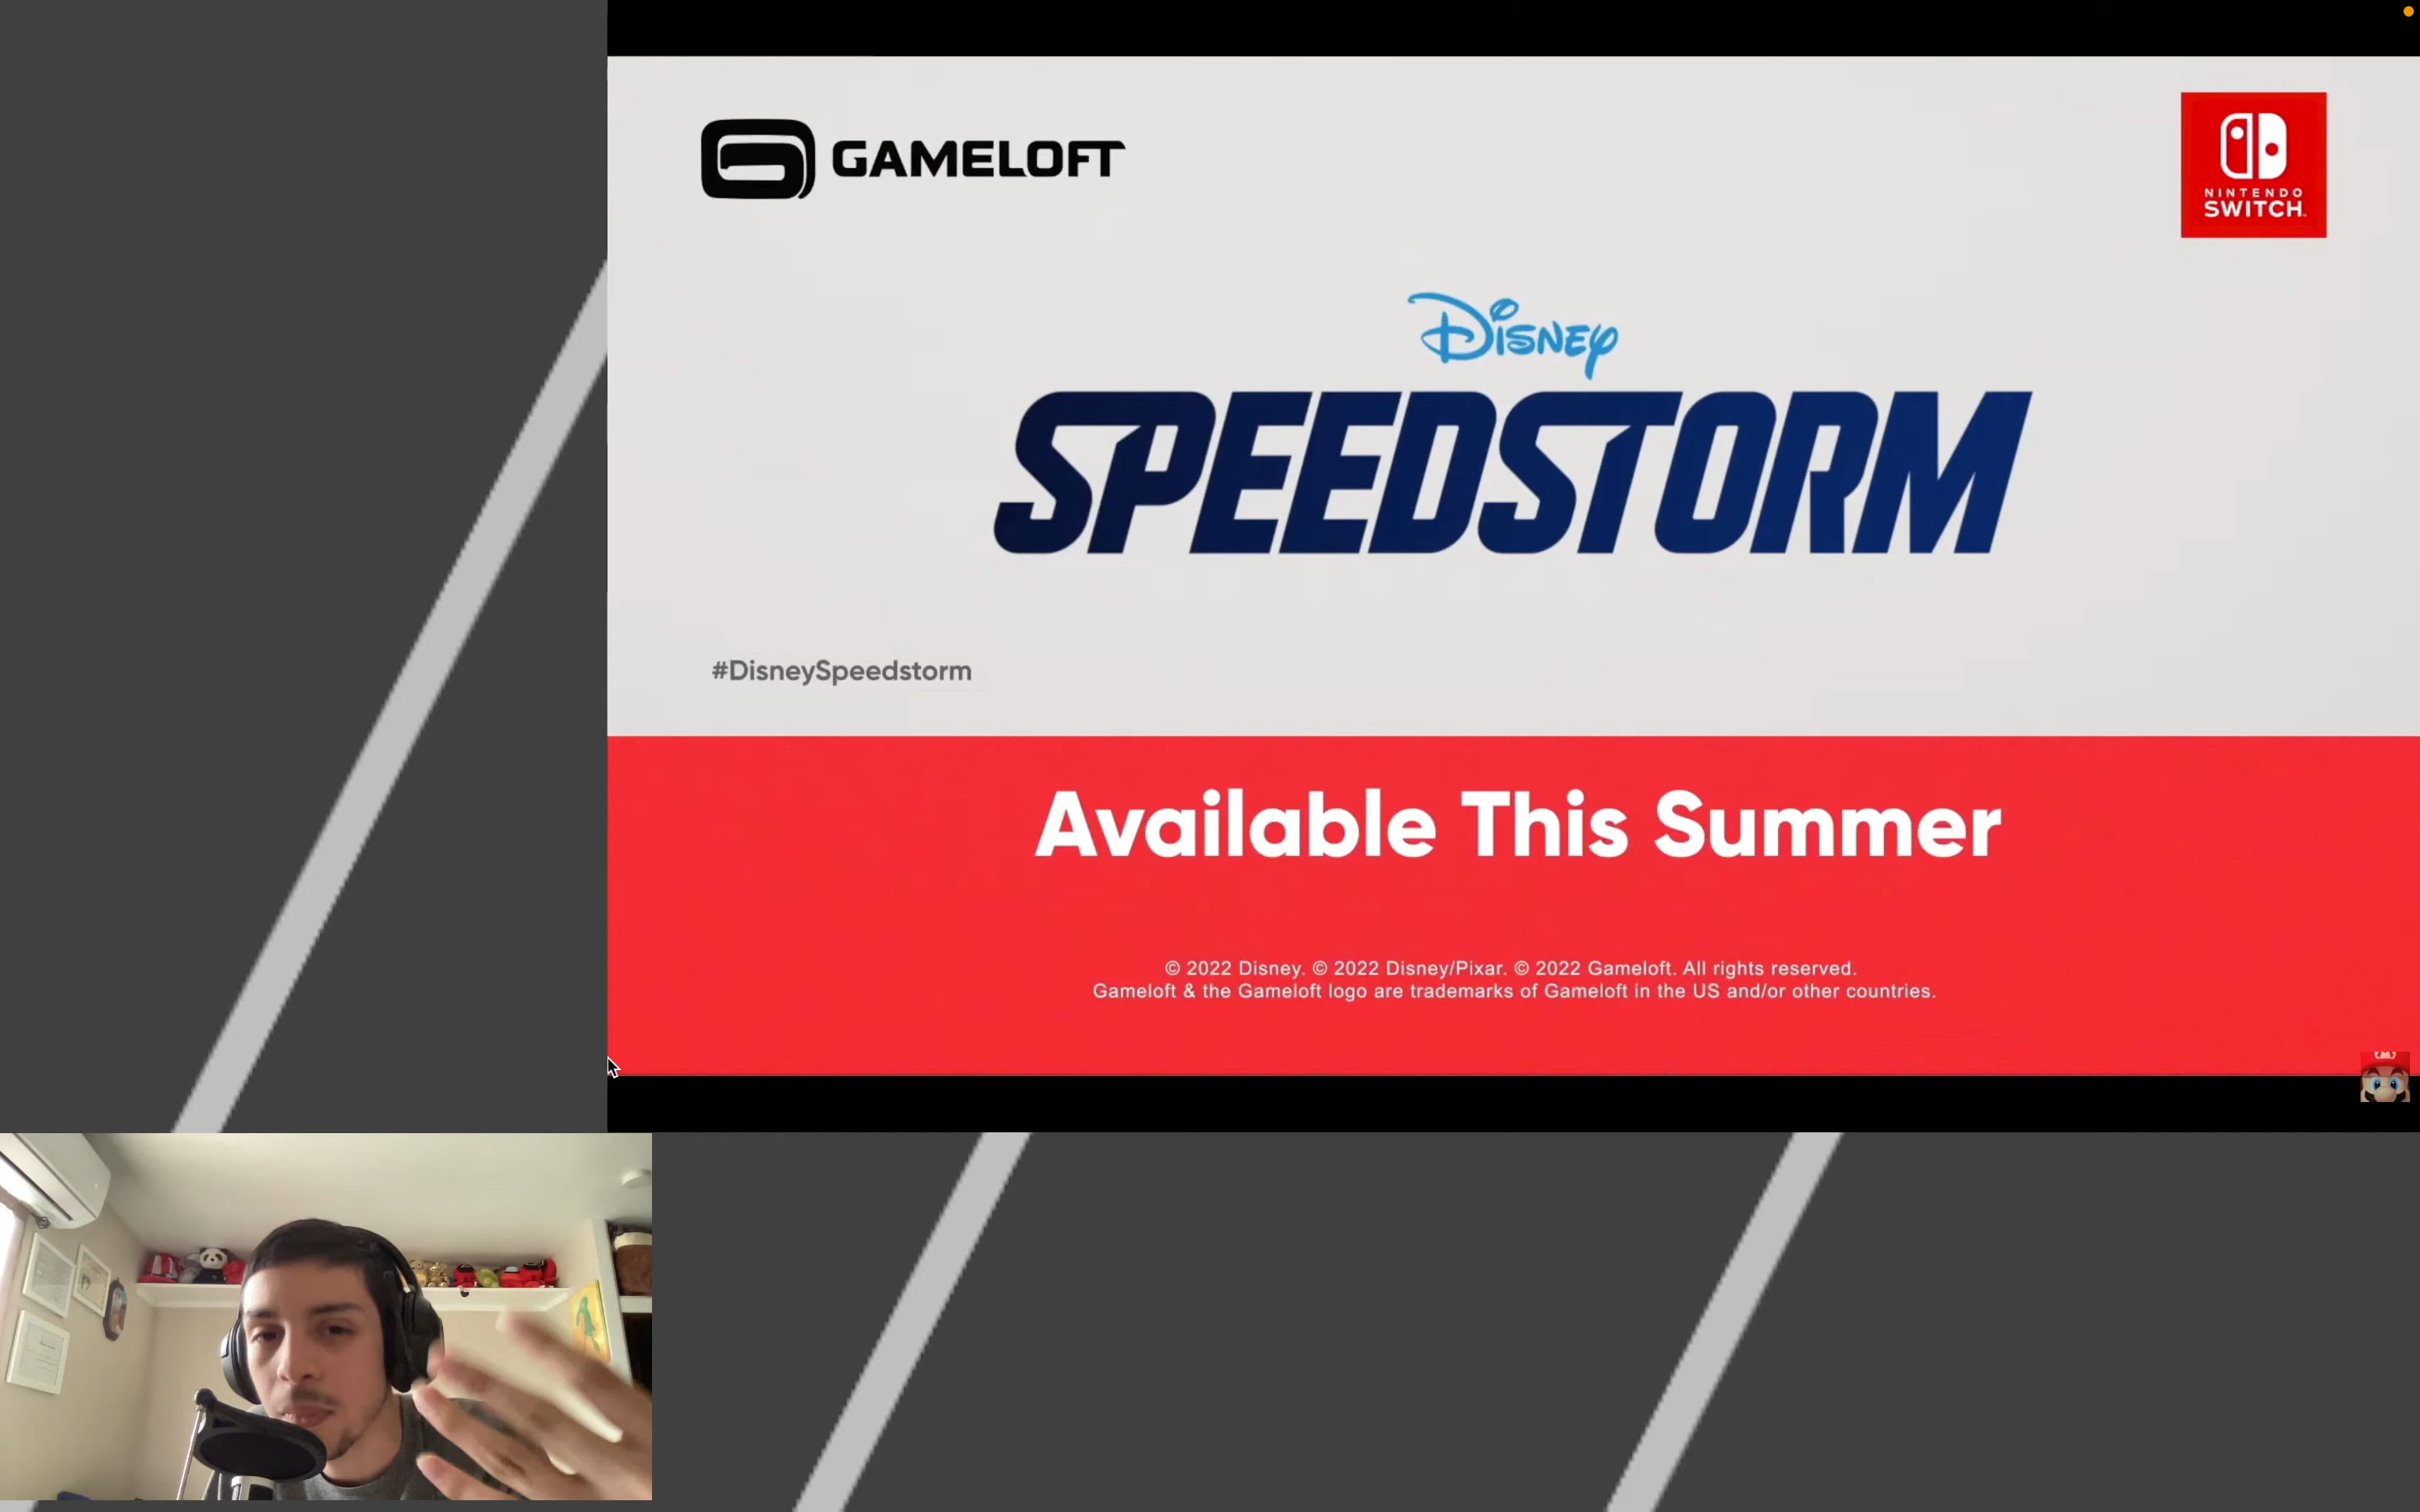 GAMELOFT
NINTENDO
SWITCH
Disney
SPEEDSTORM
#DisneySpeedstorm
Available This Summer
© 2022 Disney. © 2022 Disney/Pixar. © 2022 Gameloft. All rights reserved.
Gameloft & the Gameloft logo are trademarks of Gameloft in the US and/or other countries.